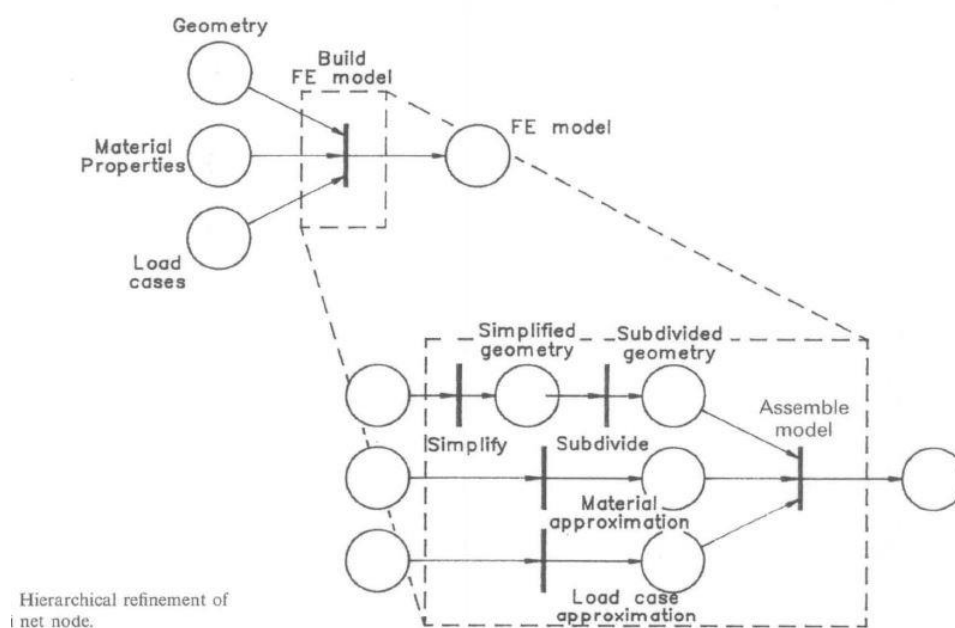 Geometry
Build
FE model
FE model
Material
Properties
Load
cases
Simplified
geometry
Subdivided
geometry
Assemble
model
Simplify
Subdivide
Material
approximation
Load case
approximation
Hierarchical refinement of
net node.